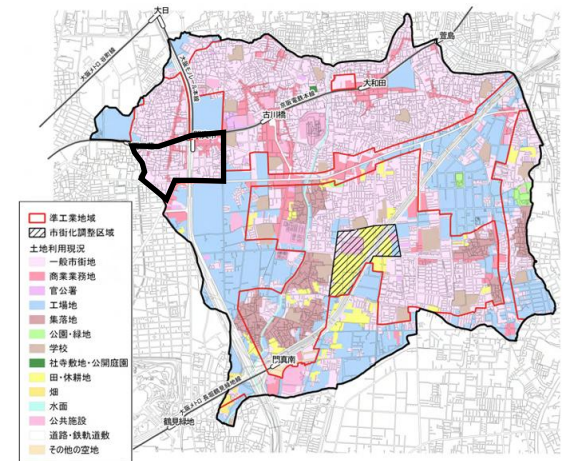 大日
萱島
大阪メトロ 谷町線
大阪モノレール本線
京阪電鉄本線
大和田
古川橋
準工業地域
市街化調整区域
土地利用現況
一般市街地
商業業務地
官公署
工場地
集落地
公園・緑地
学校
社寺敷地・公開庭園
田・休耕地
畑
水面
公共施設
道路・鉄軌道敷
その他の空地
門真南
大阪メトロ 長堀鶴見緑地線
鶴見緑地